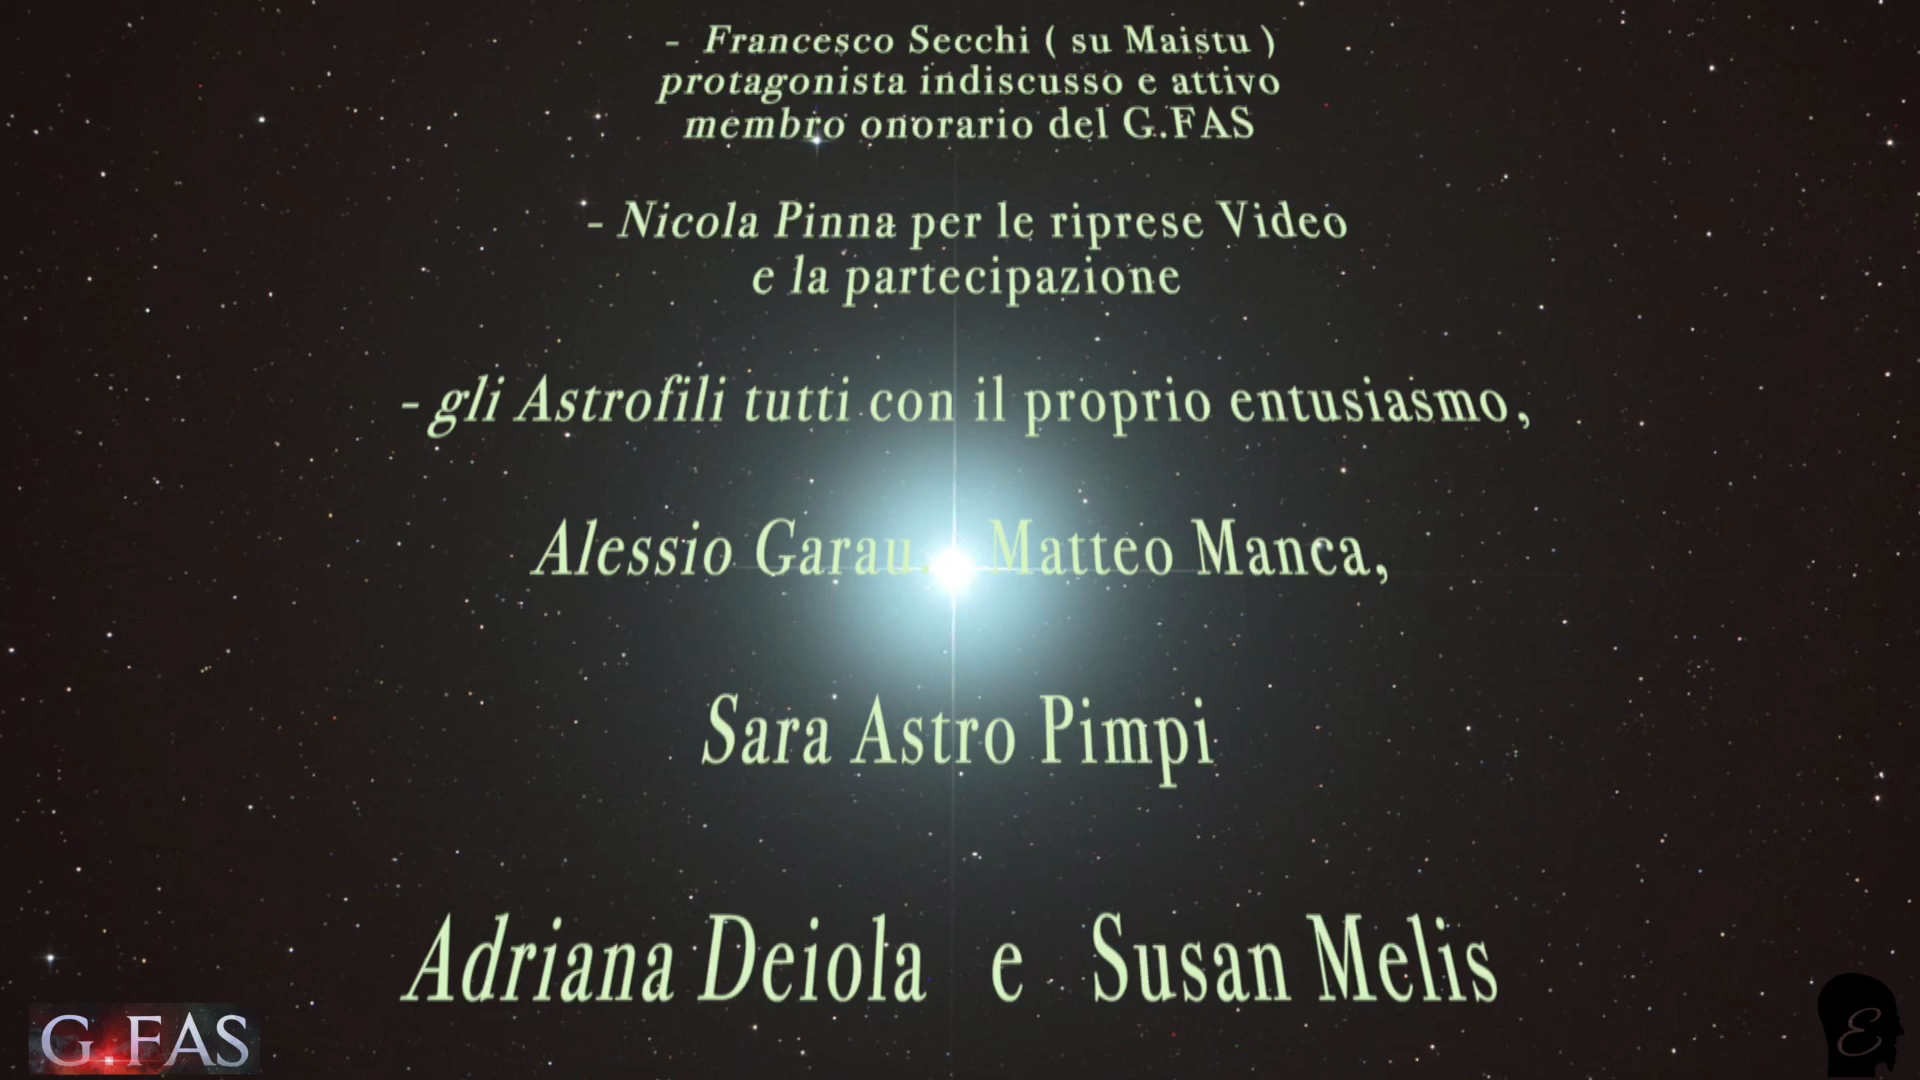 - Francesco Secchi ( su Maistu )
protagonista indiscusso e attivo
membro onorario del G.FAS
- Nicola Pinna per le riprese Video
e la partecipazione
- gli Astrofili tutti con il proprio entusiasmo,
Alessio Garau, Matteo Manca,
Sara Astro Pimpi
Adriana Deiola e Susan Melis
G.FAS
E